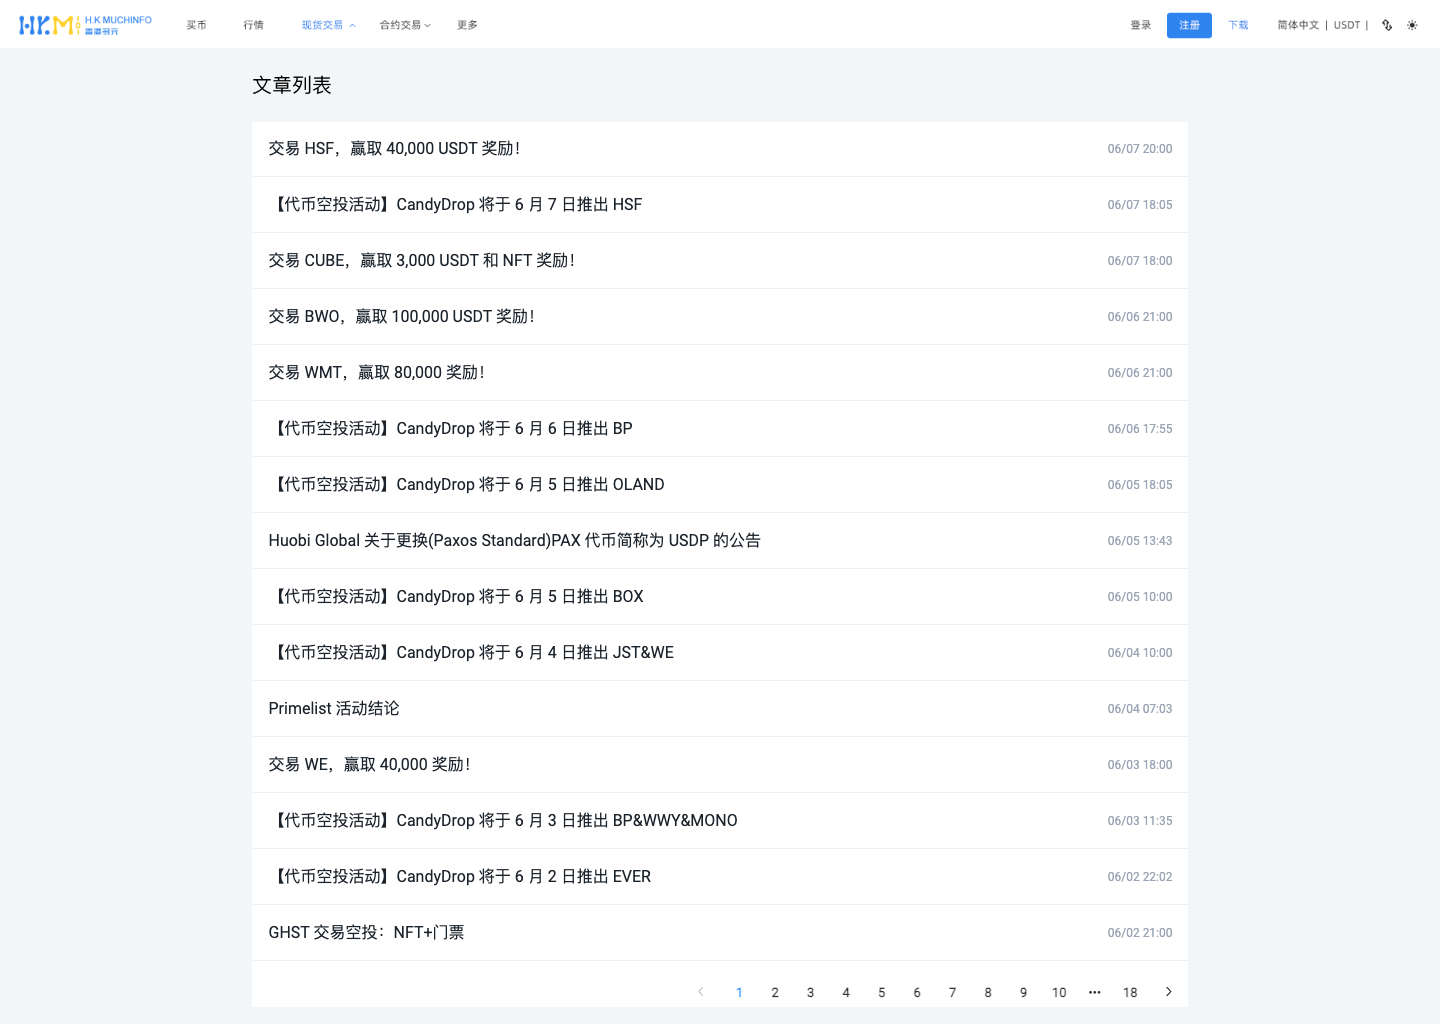 HK.M H.K MUCHINFO
香港多元
买币 行情 现货交易 合约交易 更多 登录 注册 下载 简体中文 | USDT |
文章列表
交易 HSF，赢取 40,000 USDT 奖励！ 06/07 20:00
【代币空投活动】CandyDrop 将于 6 月 7 日推出 HSF 06/07 18:05
交易 CUBE，赢取 3,000 USDT 和 NFT 奖励！ 06/07 18:00
交易 BWO，赢取 100,000 USDT 奖励！ 06/06 21:00
交易 WMT，赢取 80,000 奖励！ 06/06 21:00
【代币空投活动】CandyDrop 将于 6 月 6 日推出 BP 06/06 17:55
【代币空投活动】CandyDrop 将于 6 月 5 日推出 OLAND 06/05 18:05
Huobi Global 关于更换(Paxos Standard)PAX 代币简称为 USDP 的公告 06/05 13:43
【代币空投活动】CandyDrop 将于 6 月 5 日推出 BOX 06/05 10:00
【代币空投活动】CandyDrop 将于 6 月 4 日推出 JST&WE 06/04 10:00
Primelist 活动结论 06/04 07:03
交易 WE，赢取 40,000 奖励！ 06/03 18:00
【代币空投活动】CandyDrop 将于 6 月 3 日推出 BP&WWY&MONO 06/03 11:35
【代币空投活动】CandyDrop 将于 6 月 2 日推出 EVER 06/02 22:02
GHST 交易空投：NFT+门票 06/02 21:00
1 2 3 4 5 6 7 8 9 10 ••• 18